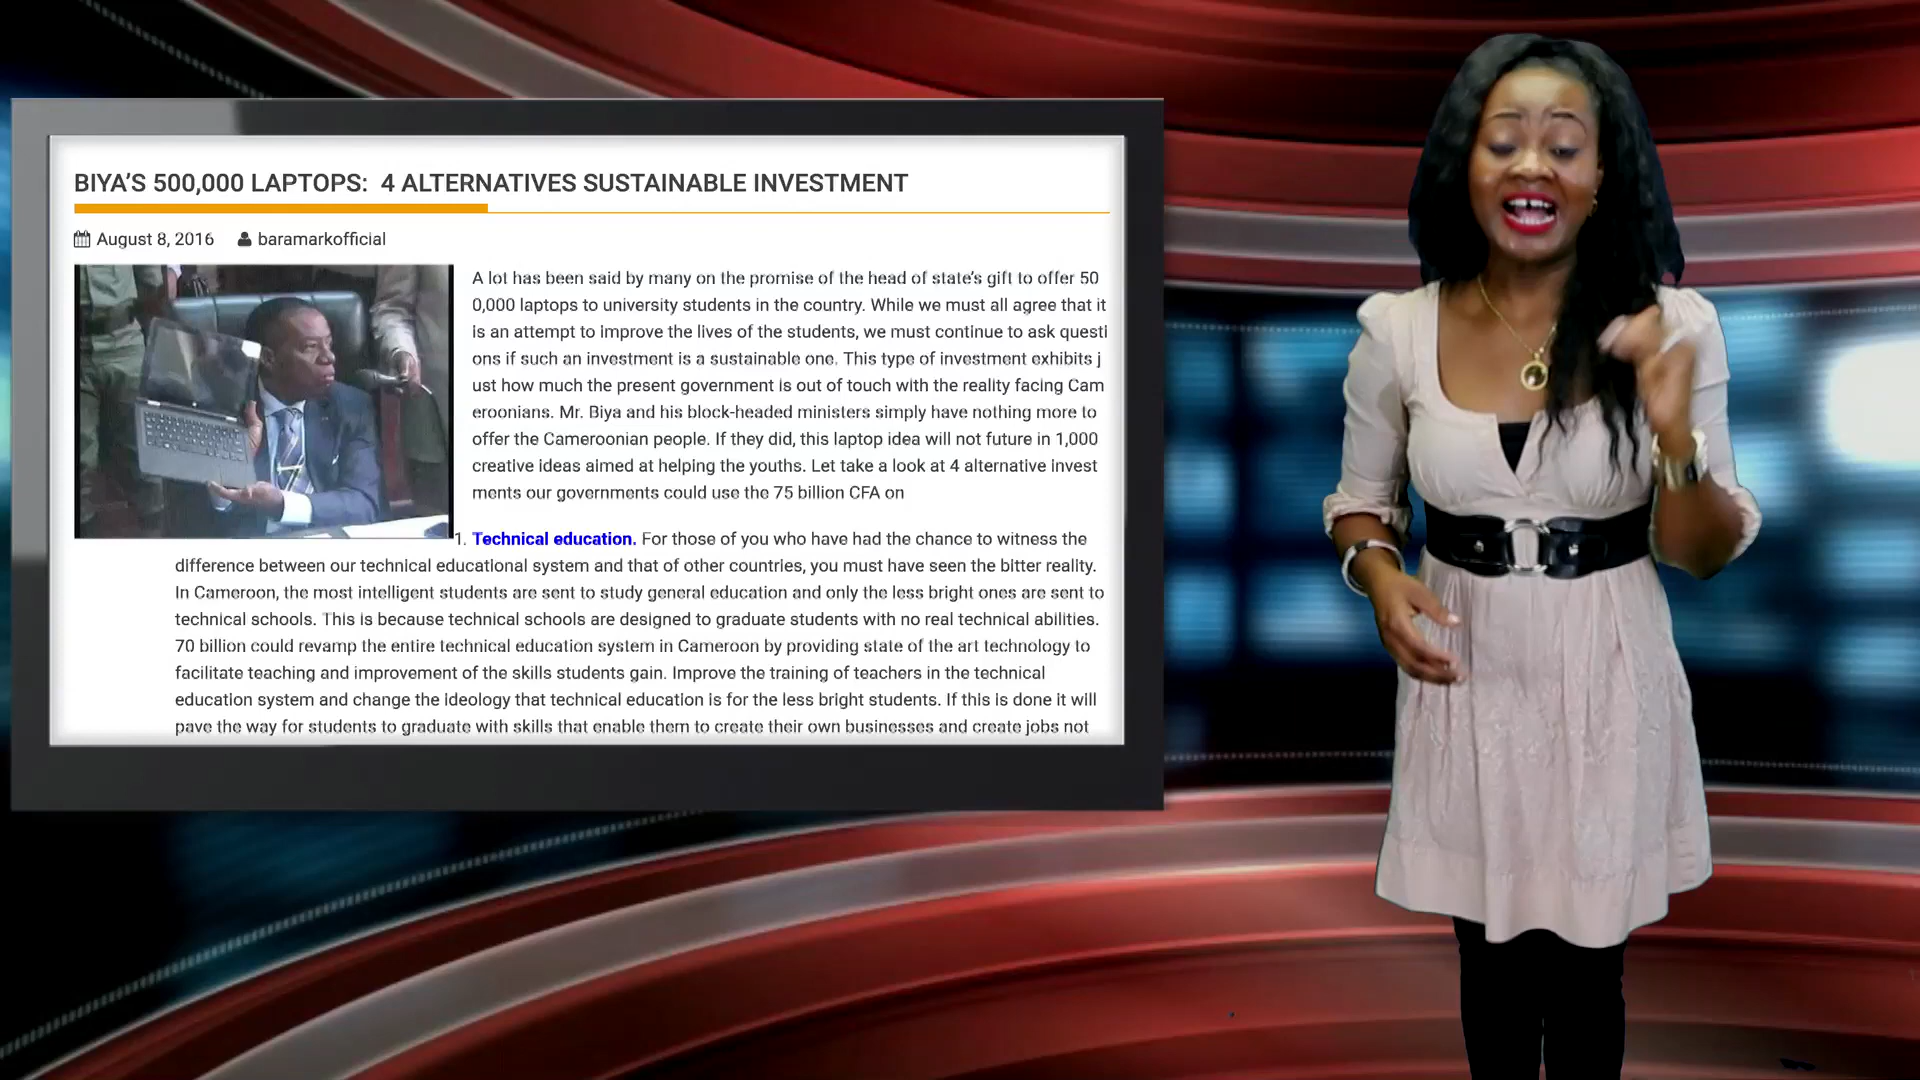 BIYA’S 500,000 LAPTOPS: 4 ALTERNATIVES SUSTAINABLE INVESTMENT
August 8, 2016 baramarkofficial
A lot has been said by many on the promise of the head of state’s gift to offer 50
0,000 laptops to university students in the country. While we must all agree that it
is an attempt to improve the lives of the students, we must continue to ask questi
ons if such an investment is a sustainable one. This type of investment exhibits j
ust how much the present government is out of touch with the reality facing Cam
eroonians. Mr. Biya and his block-headed ministers simply have nothing more to
offer the Cameroonian people. If they did, this laptop idea will not future in 1,000
creative ideas aimed at helping the youths. Let take a look at 4 alternative invest
ments our governments could use the 75 billion CFA on
1. Technical education. For those of you who have had the chance to witness the
difference between our technical educational system and that of other countries, you must have seen the bitter reality.
In Cameroon, the most intelligent students are sent to study general education and only the less bright ones are sent to
technical schools. This is because technical schools are designed to graduate students with no real technical abilities.
70 billion could revamp the entire technical education system in Cameroon by providing state of the art technology to
facilitate teaching and improvement of the skills students gain. Improve the training of teachers in the technical
education system and change the ideology that technical education is for the less bright students. If this is done it will
pave the way for students to graduate with skills that enable them to create their own businesses and create jobs not